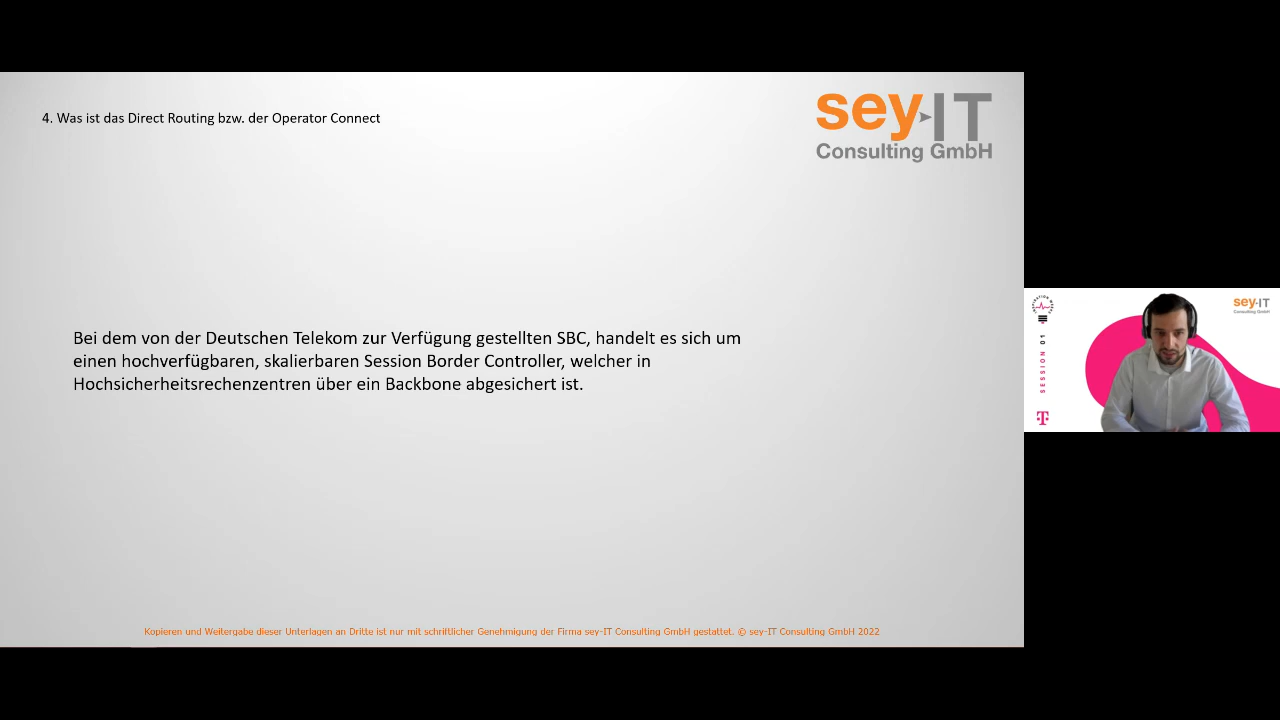 4. Was ist das Direct Routing bzw. der Operator Connect
sey-IT
Consulting GmbH
Bei dem von der Deutschen Telekom zur Verfügung gestellten SBC, handelt es sich um
einen hochverfügbaren, skalierbaren Session Border Controller, welcher in
Hochsicherheitsrechenzentren über ein Backbone abgesichert ist.
Kopieren und Weitergabe dieser Unterlagen an Dritte ist nur mit schriftlicher Genehmigung der Firma sey-IT Consulting GmbH gestattet. © sey-IT Consulting GmbH 2022
sey-IT
Consulting GmbH
SESSION 01
T